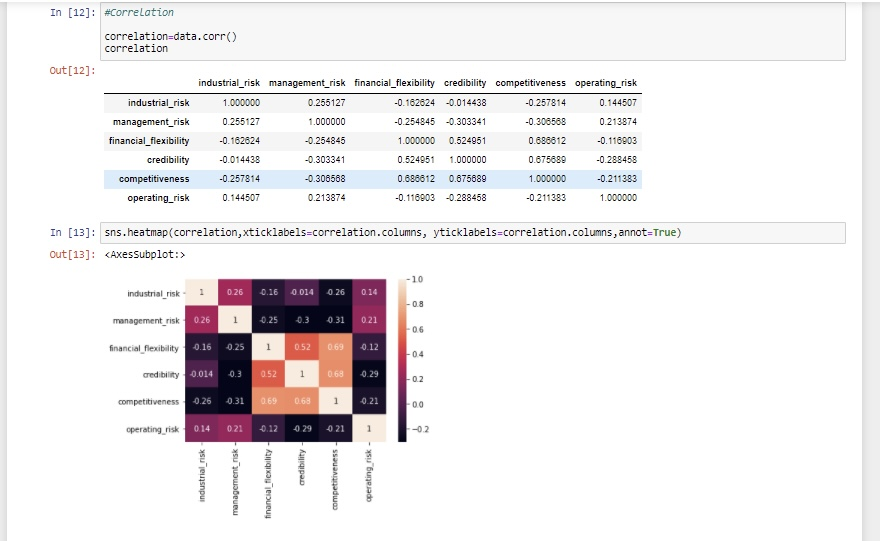 In [12]: #Correlation
correlation=data.corr()
correlation
Out[12]:
industrial_risk management_risk financial_flexibility credibility competitiveness operating_risk
industrial_risk 1.000000 0.255127 -0.162624 -0.014438 -0.257814 0.144507
management_risk 0.255127 1.000000 -0.254845 -0.303341 -0.306568 0.213874
financial_flexibility -0.162624 -0.254845 1.000000 0.524951 0.686612 -0.116903
credibility -0.014438 -0.303341 0.524951 1.000000 0.675689 -0.288458
competitiveness -0.257814 -0.306568 0.686612 0.675689 1.000000 -0.211383
operating_risk 0.144507 0.213874 -0.116903 -0.288458 -0.211383 1.000000
In [13]: sns.heatmap(correlation,xticklabels=correlation.columns, yticklabels=correlation.columns,annot=True)
Out[13]: <AxesSubplot:>
industrial_risk 1 0.26 -0.16 -0.014 -0.26 0.14
management_risk 0.26 1 -0.25 -0.3 -0.31 0.21
financial_flexibility -0.16 -0.25 1 0.52 0.69 -0.12
credibility -0.014 -0.3 0.52 1 0.68 -0.29
competitiveness -0.26 -0.31 0.69 0.68 1 -0.21
operating_risk 0.14 0.21 -0.12 -0.29 -0.21 1
industrial_risk
management_risk
financial_flexibility
credibility
competitiveness
operating_risk
1.0
0.8
0.6
0.4
0.2
0.0
-0.2